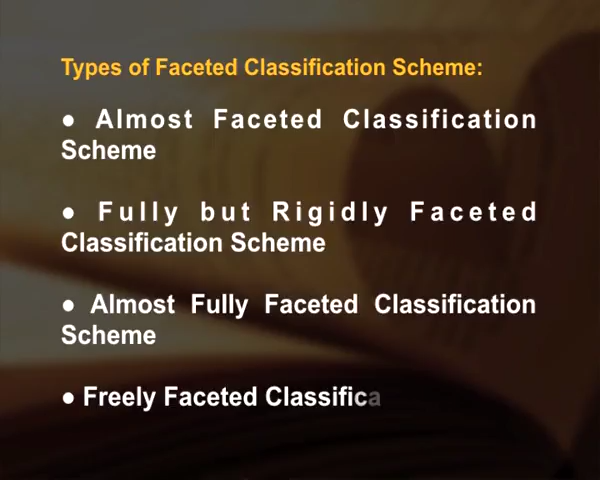 Types of Faceted Classification Scheme:
● Almost Faceted Classification
Scheme
● Fully but Rigidly Faceted
Classification Scheme
● Almost Fully Faceted Classification
Scheme
● Freely Faceted Classifica